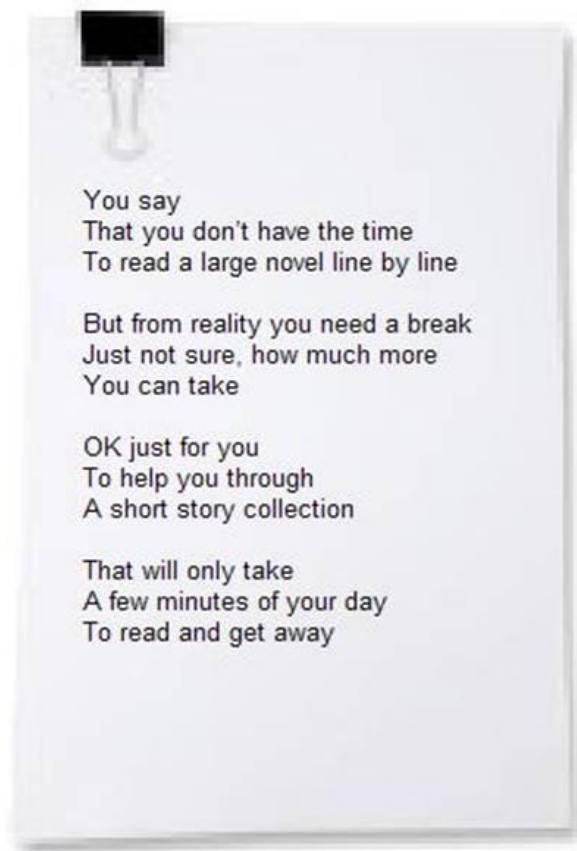 You say
That you don't have the time
To read a large novel line by line
But from reality you need a break
Just not sure, how much more
You can take
OK just for you
To help you through
A short story collection
That will only take
A few minutes of your day
To read and get away